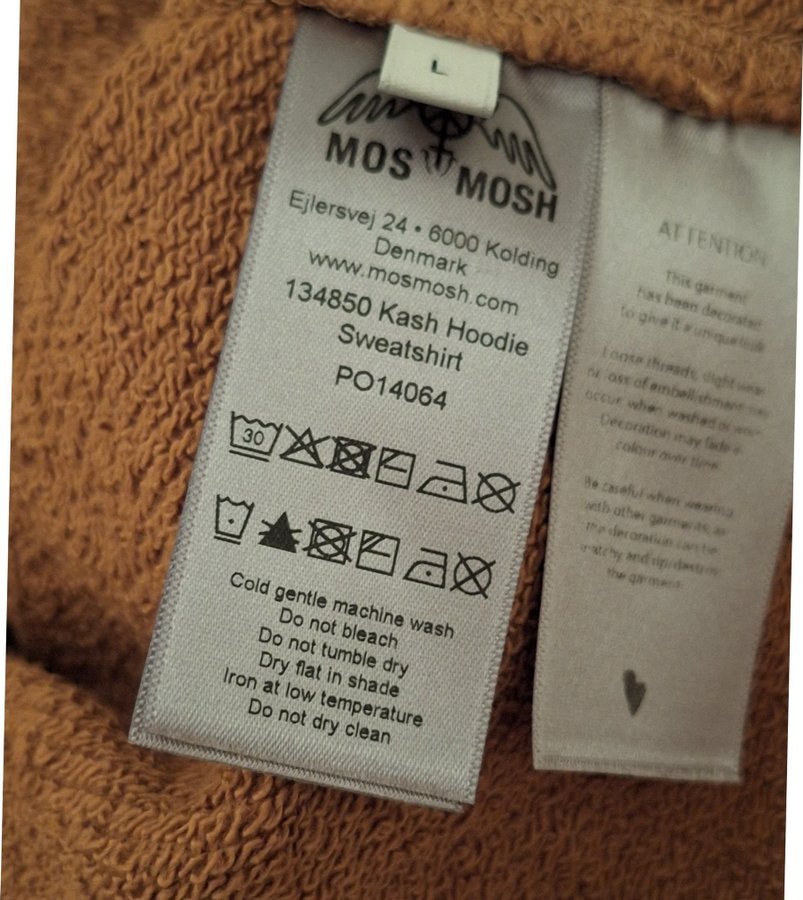 L
MOS MOSH
Ejlersvej 24 • 6000 Kolding
Denmark
www.mosmosh.com
134850 Kash Hoodie
Sweatshirt
PO14064
30
Cold gentle machine wash
Do not bleach
Do not tumble dry
Dry flat in shade
Iron at low temperature
Do not dry clean
ATTENTION
This garment
has been decorated
to give it a unique look
Loose threads, slight wear
or loss of embellishment may
occur, when washed or worn
Decoration may fade in
colour over time
Be careful when wearing
with other garments, as
the decoration can be
and rip/destroy
the garment